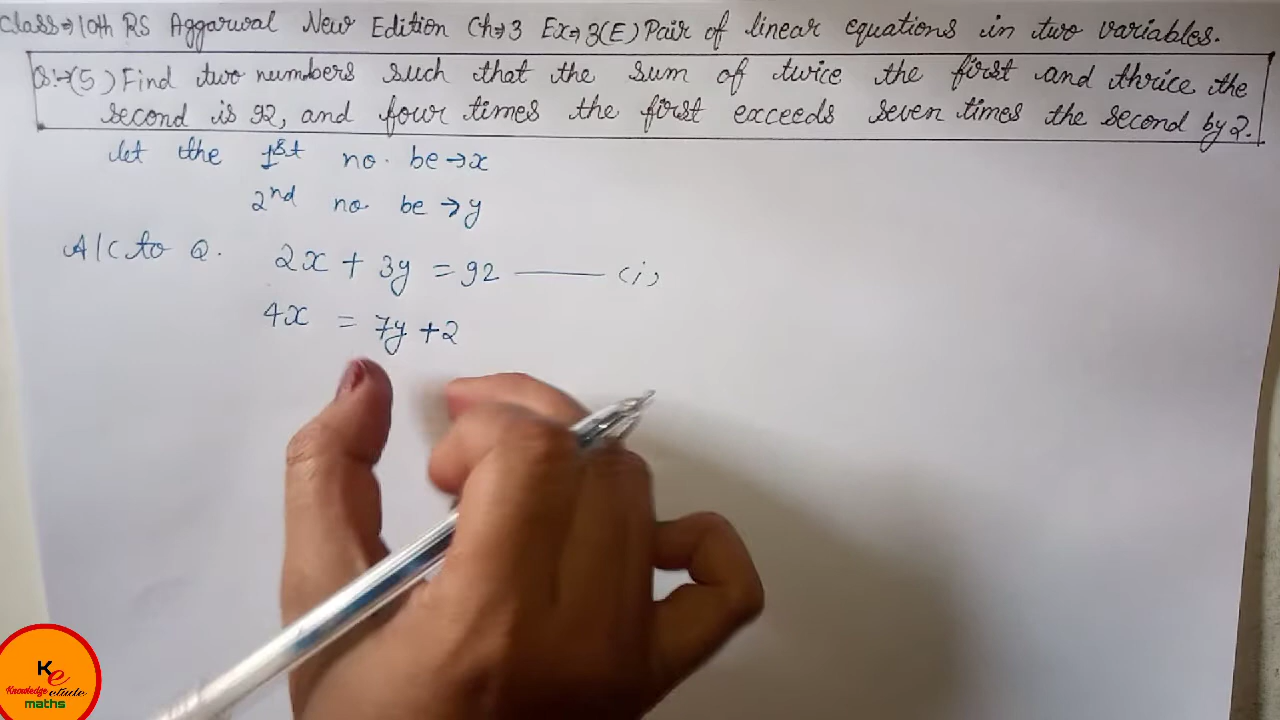 Class→10th RS Aggarwal New Edition Ch→3 Ex→3(E) Pair of linear equations in two variables.
Q:→(5) Find two numbers such that the sum of twice the first and thrice the
second is 92, and four times the first exceeds seven times the second by 2.
let the 1st no. be→x
2nd no be→y
A/c to Q. 2x + 3y = 92 —— (i)
4x = 7y +2
Ke
Knowledge etude
maths